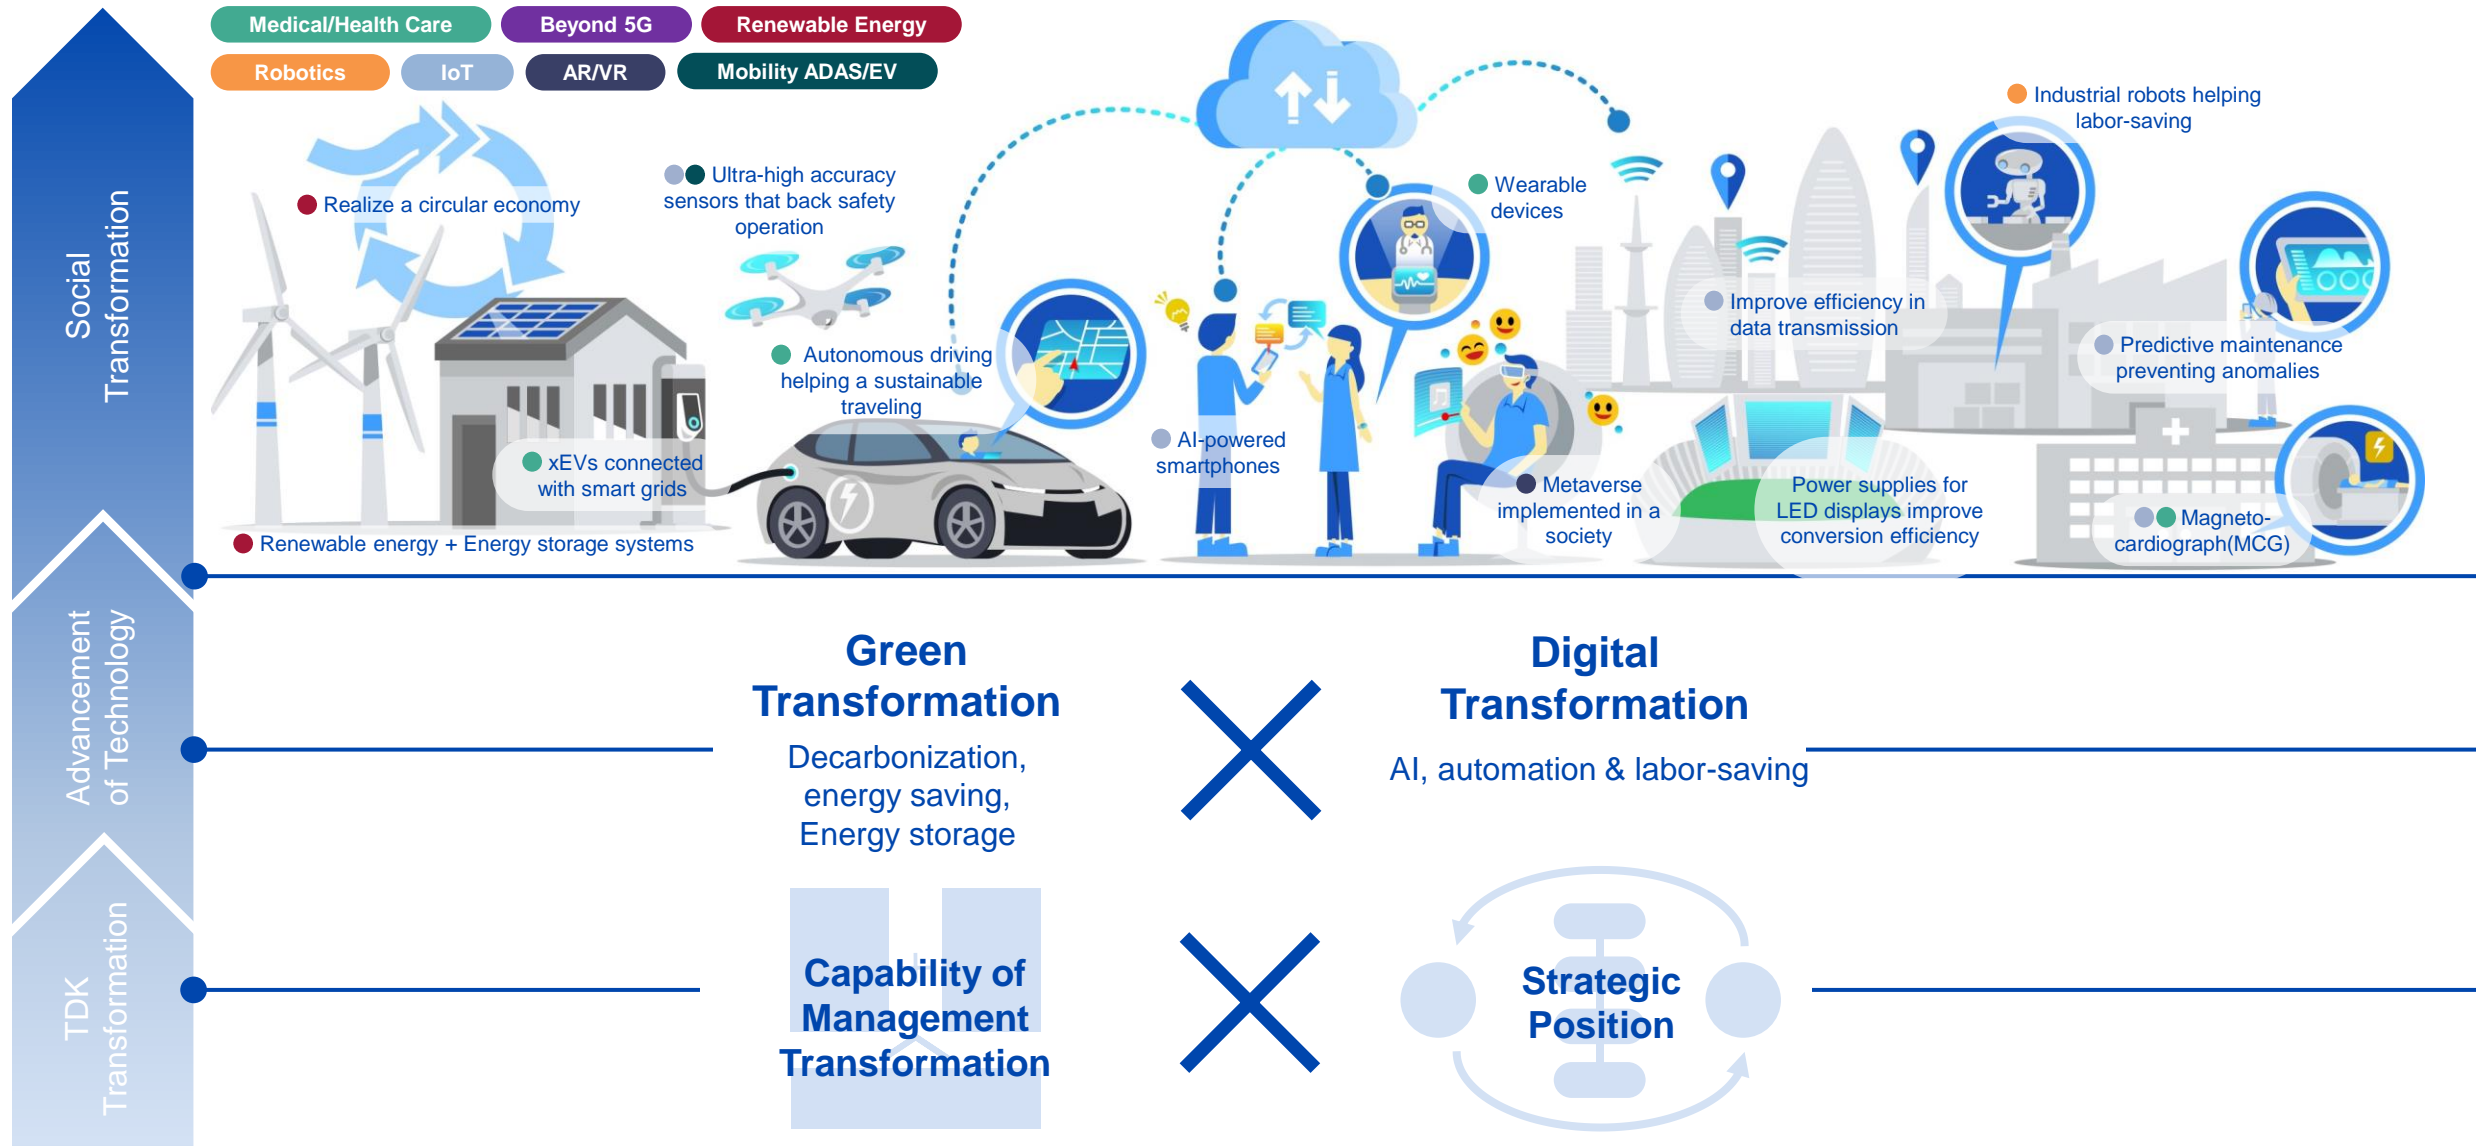 Medical/Health Care
Beyond 5G
Renewable Energy
Robotics
IoT
AR/VR
Mobility ADAS/EV
Social
Transformation
Realize a circular economy
Ultra-high accuracy
sensors that back safety
operation
Wearable
devices
Industrial robots helping
labor-saving
Improve efficiency in
data transmission
Predictive maintenance
preventing anomalies
Autonomous driving
helping a sustainable
traveling
AI-powered
smartphones
xEVs connected
with smart grids
Metaverse
implemented in a
society
Power supplies for
LED displays improve
conversion efficiency
Magneto-
cardiograph(MCG)
Renewable energy + Energy storage systems
Advancement
of Technology
Green
Transformation
Decarbonization,
energy saving,
Energy storage
Digital
Transformation
AI, automation & labor-saving
TDK
Transformation
Capability of
Management
Transformation
Strategic
Position